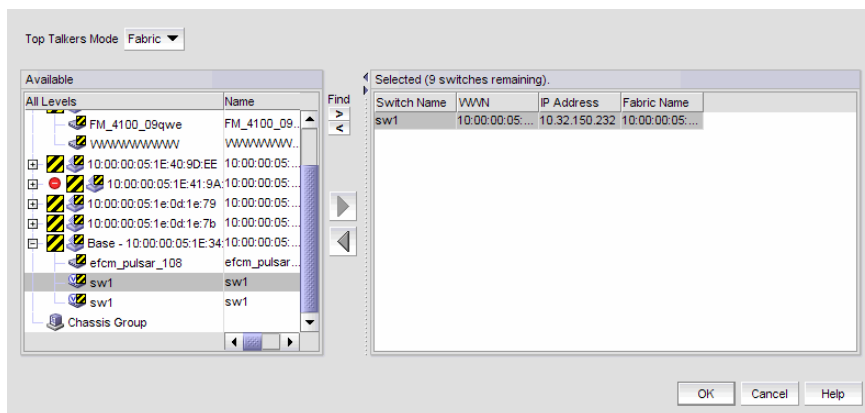 Top Talkers Mode Fabric
Available
All Levels Name
FM_4100_09qwe FM_4100_09...
10:00:00:05:1E:40:9D:EE 10:00:00:05:...
10:00:00:05:1E:41:9A: 10:00:00:05:...
10:00:00:05:1e:0d:1e:79 10:00:00:05:...
10:00:00:05:1e:0d:1e:7b 10:00:00:05:...
Base - 10:00:00:05:1E:34: 10:00:00:05:...
efcm_pulsar_108 efcm_pulsar...
sw1 sw1
sw1 sw1
Chassis Group
Find
>
<
Selected (9 switches remaining).
Switch Name WWN IP Address Fabric Name
sw1 10:00:00:05:... 10.32.150.232 10:00:00:05:...
OK Cancel Help